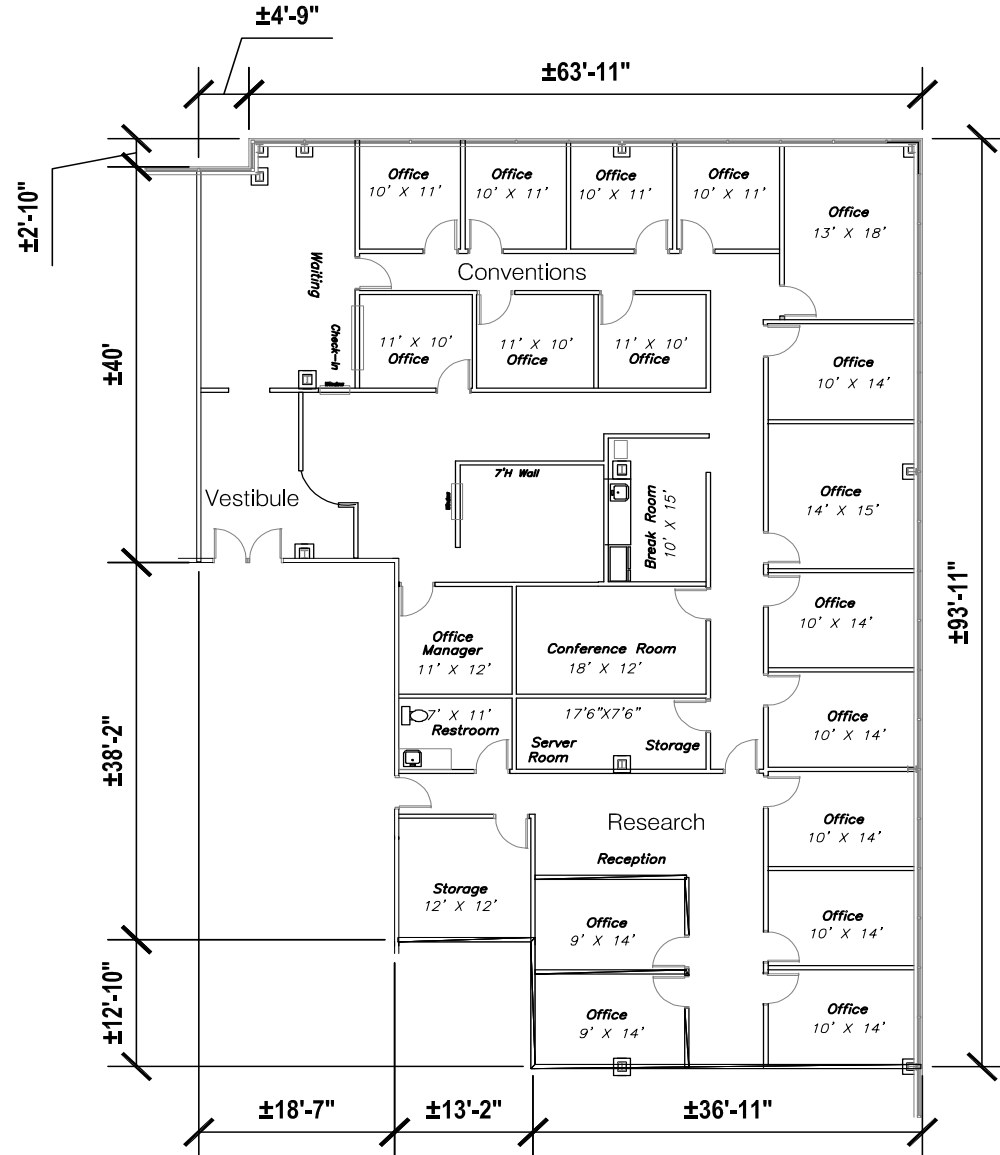 ±4'-9"
±63'-11"
±2'-10"
±40'
±38'-2"
±12'-10"
±93'-11"
Office
10' X 11'
Office
10' X 11'
Office
10' X 11'
Office
10' X 11'
Office
13' X 18'
Waiting
Conventions
Check-In
Window
11' X 10'
Office
11' X 10'
Office
11' X 10'
Office
Office
10' X 14'
7'H Wall
Window
Vestibule
Break Room
10' X 15'
Office
14' X 15'
Office
Manager
11' X 12'
Conference Room
18' X 12'
Office
10' X 14'
7' X 11'
Restroom
17'6"X7'6"
Server
Room
Storage
Office
10' X 14'
Research
Reception
Office
10' X 14'
Storage
12' X 12'
Office
9' X 14'
Office
10' X 14'
Office
9' X 14'
Office
10' X 14'
±18'-7"
±13'-2"
±36'-11"